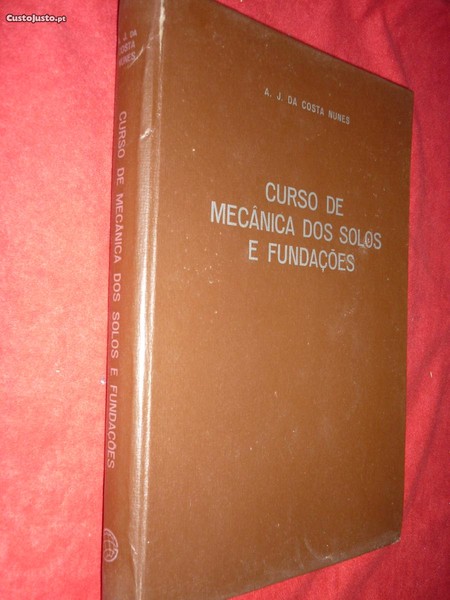 CustoJusto.pt
A. J. DA COSTA NUNES
CURSO DE
MECÂNICA DOS SOLOS
E FUNDAÇÕES
J. DA
COSTA
NUNES
CURSO DE MECÂNICA DOS SOLOS E FUNDAÇÕES